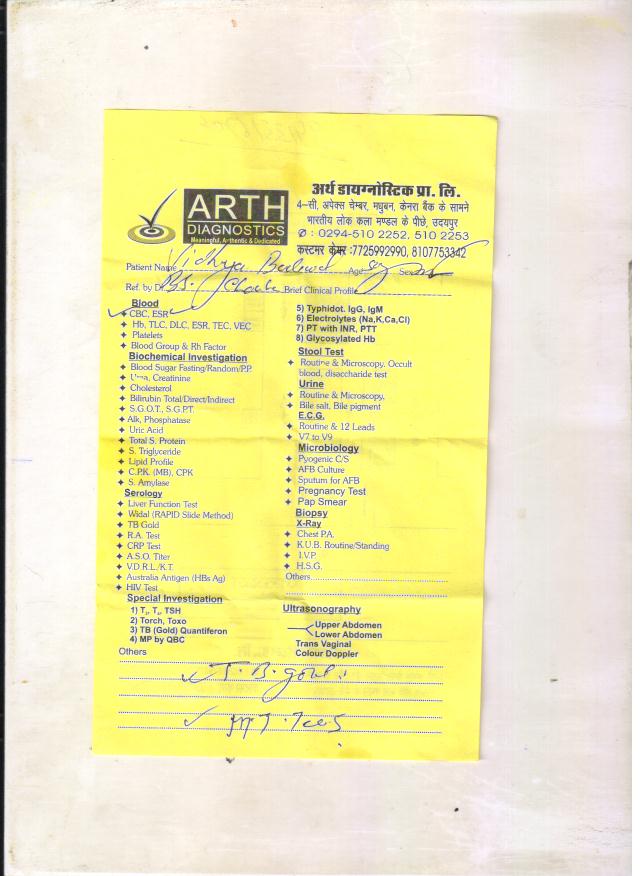 ARTH
DIAGNOSTICS
Meaningful, Arthentic & Dedicated
अर्थ डायग्नोस्टिक प्रा. लि.
4-सी, अपेक्स चेम्बर, मधुबन, केनरा बैंक के सामने
भारतीय लोक कला मण्डल के पीछे, उदयपुर
✆ : 0294-510 2252, 510 2253
कस्टमर केयर :7725992990, 8107753342
Patient Name Vidhya Age Sex
Ref. by D Brief Clinical Profile
Blood
✓ CBC, ESR
✦ Hb, TLC, DLC, ESR, TEC, VEC
✦ Platelets
✦ Blood Group & Rh Factor
Biochemical Investigation
✦ Blood Sugar Fasting/Random/P.P.
✦ Urea, Creatinine
✦ Cholesterol
✦ Bilirubin Total/Direct/Indirect
✦ S.G.O.T., S.G.P.T.
✦ Alk, Phosphatase
✦ Uric Acid
✦ Total S. Protein
✦ S. Triglyceride
✦ Lipid Profile
✦ C.P.K. (MB), CPK
✦ S. Amylase
Serology
✦ Liver Function Test
✦ Widal (RAPID Slide Method)
✦ TB Gold
✦ R.A. Test
✦ CRP Test
✦ A.S.O. Titer
✦ V.D.R.L./K.T.
✦ Australia Antigen (HBs Ag)
✦ HIV Test
Special Investigation
1) T₃, T₄, TSH
2) Torch, Toxo
3) TB (Gold) Quantiferon
4) MP by QBC
5) Typhidot. IgG, IgM
6) Electrolytes (Na,K,Ca,Cl)
7) PT with INR, PTT
8) Glycosylated Hb
Stool Test
✦ Routine & Microscopy, Occult
blood, disaccharide test
Urine
✦ Routine & Microscopy,
✦ Bile salt, Bile pigment
E.C.G.
✦ Routine & 12 Leads
✦ V7 to V9
Microbiology
✦ Pyogenic C/S
✦ AFB Culture
✦ Sputum for AFB
✦ Pregnancy Test
✦ Pap Smear
Biopsy
X-Ray
✦ Chest P.A.
✦ K.U.B. Routine/Standing
✦ I.V.P.
✦ H.S.G.
Others
Ultrasonography
Upper Abdomen
Lower Abdomen
Trans Vaginal
Colour Doppler
Others
✓ T.B. gold
✓